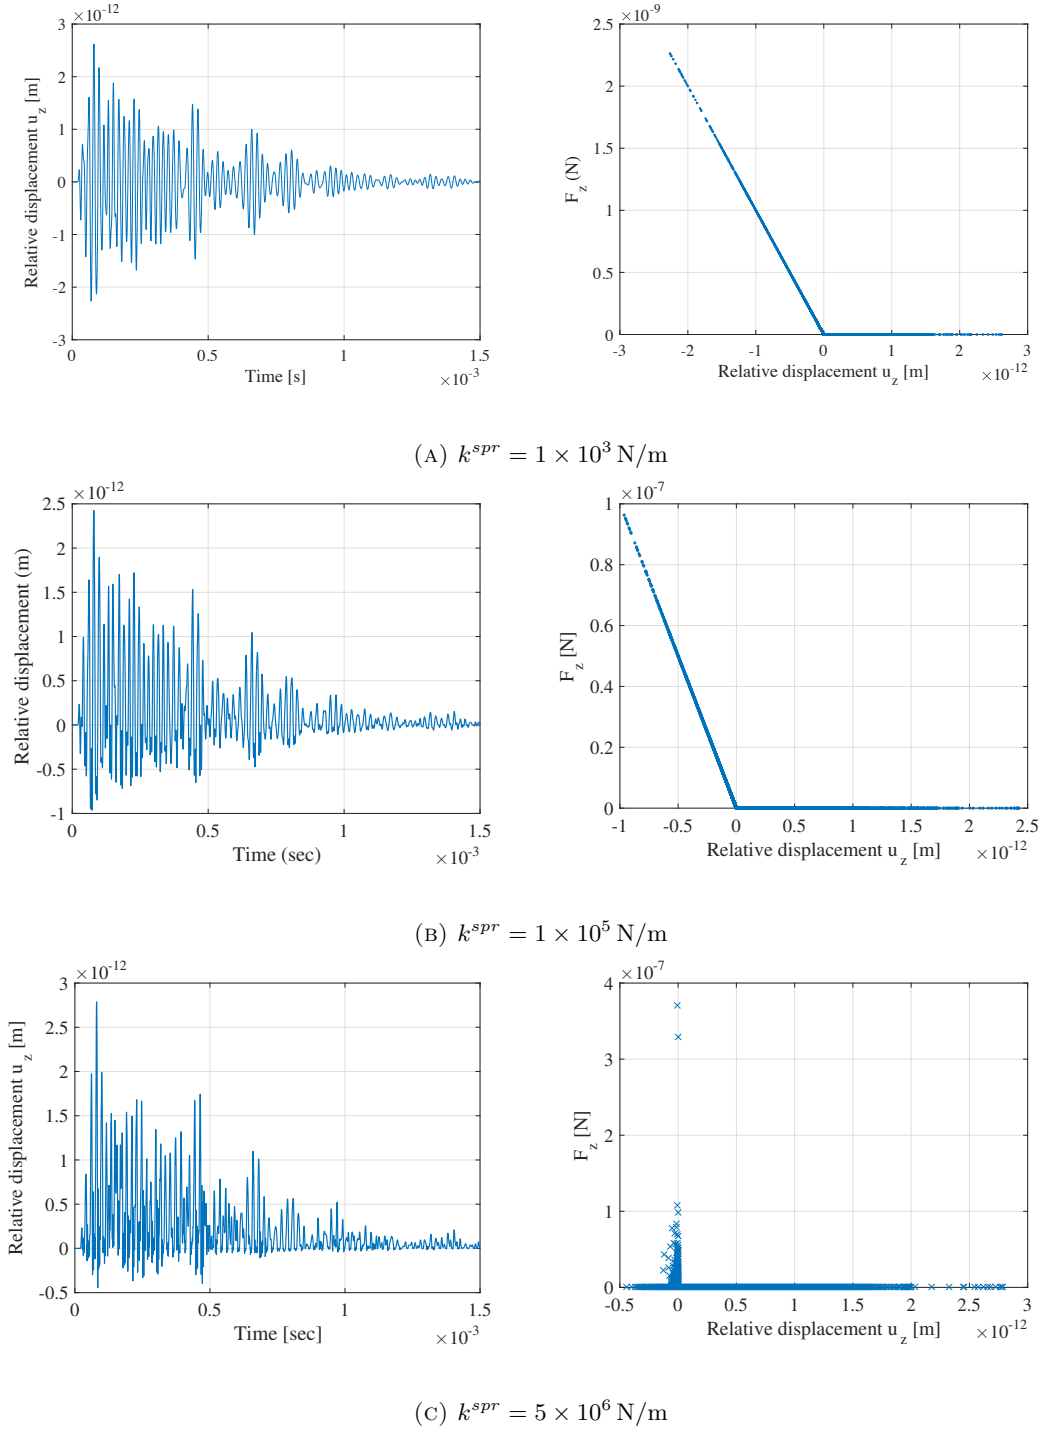 ×10-12
3
2
1
0
-1
-2
-3
Relative displacement u_z [m]
0 0.5 1 1.5
Time [s]
×10-3
×10-9
2.5
2
1.5
1
0.5
0
F_z (N)
-3 -2 -1 0 1 2 3
Relative displacement u_z [m]
×10-12
(A) k^spr = 1 × 10^3 N/m
×10-12
2.5
2
1.5
1
0.5
0
-0.5
-1
Relative displacement (m)
0 0.5 1 1.5
Time (sec)
×10-3
×10-7
1
0.8
0.6
0.4
0.2
0
F_z [N]
-1 -0.5 0 0.5 1 1.5 2 2.5
Relative displacement u_z [m]
×10-12
(B) k^spr = 1 × 10^5 N/m
×10-12
3
2.5
2
1.5
1
0.5
0
-0.5
Relative displacement u_z [m]
0 0.5 1 1.5
Time [sec]
×10-3
×10-7
4
3
2
1
0
F_z [N]
-0.5 0 0.5 1 1.5 2 2.5 3
Relative displacement u_z [m]
×10-12
(C) k^spr = 5 × 10^6 N/m